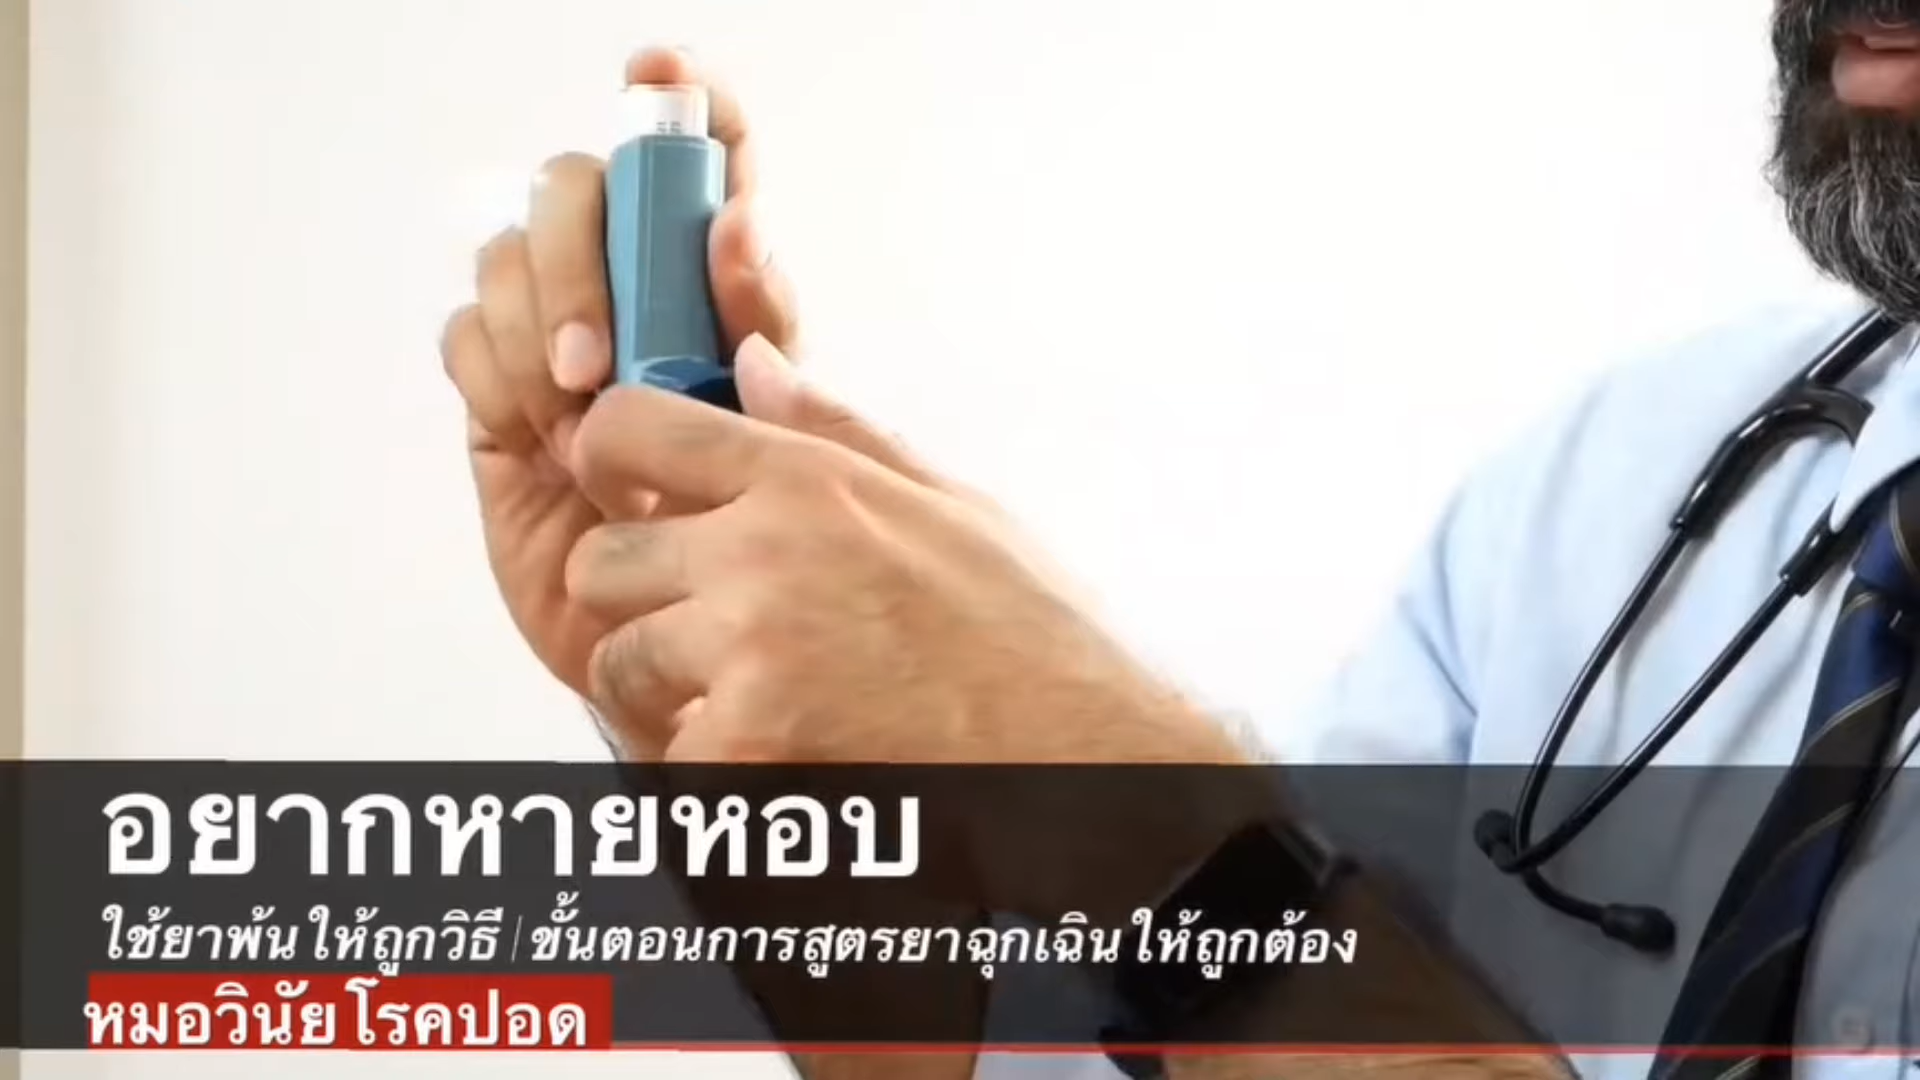 อยากหายหอบ
ใช้ยาพ่นให้ถูกวิธี / ขั้นตอนการสูตรยาฉุกเฉินให้ถูกต้อง
หมอวินัยโรคปอด